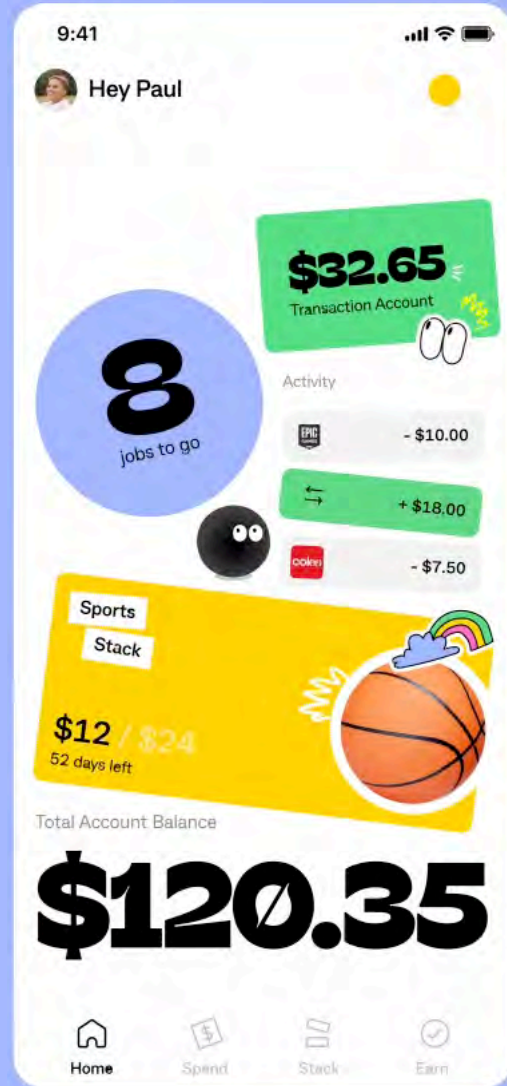 9:41
Hey Paul
$32.65
Transaction Account
8
jobs to go
Activity
EPIC
GAMES
- $10.00
+ $18.00
coles
- $7.50
Sports
Stack
$12 / $24
52 days left
Total Account Balance
$120.35
Home
Spend
Stack
Earn